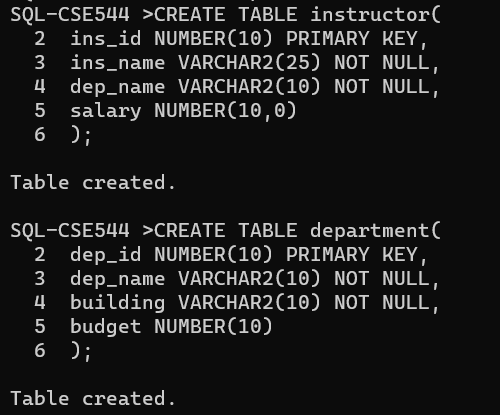 SQL-CSE544 >CREATE TABLE instructor(
  2  ins_id NUMBER(10) PRIMARY KEY,
  3  ins_name VARCHAR2(25) NOT NULL,
  4  dep_name VARCHAR2(10) NOT NULL,
  5  salary NUMBER(10,0)
  6  );
Table created.
SQL-CSE544 >CREATE TABLE department(
  2  dep_id NUMBER(10) PRIMARY KEY,
  3  dep_name VARCHAR2(10) NOT NULL,
  4  building VARCHAR2(10) NOT NULL,
  5  budget NUMBER(10)
  6  );
Table created.